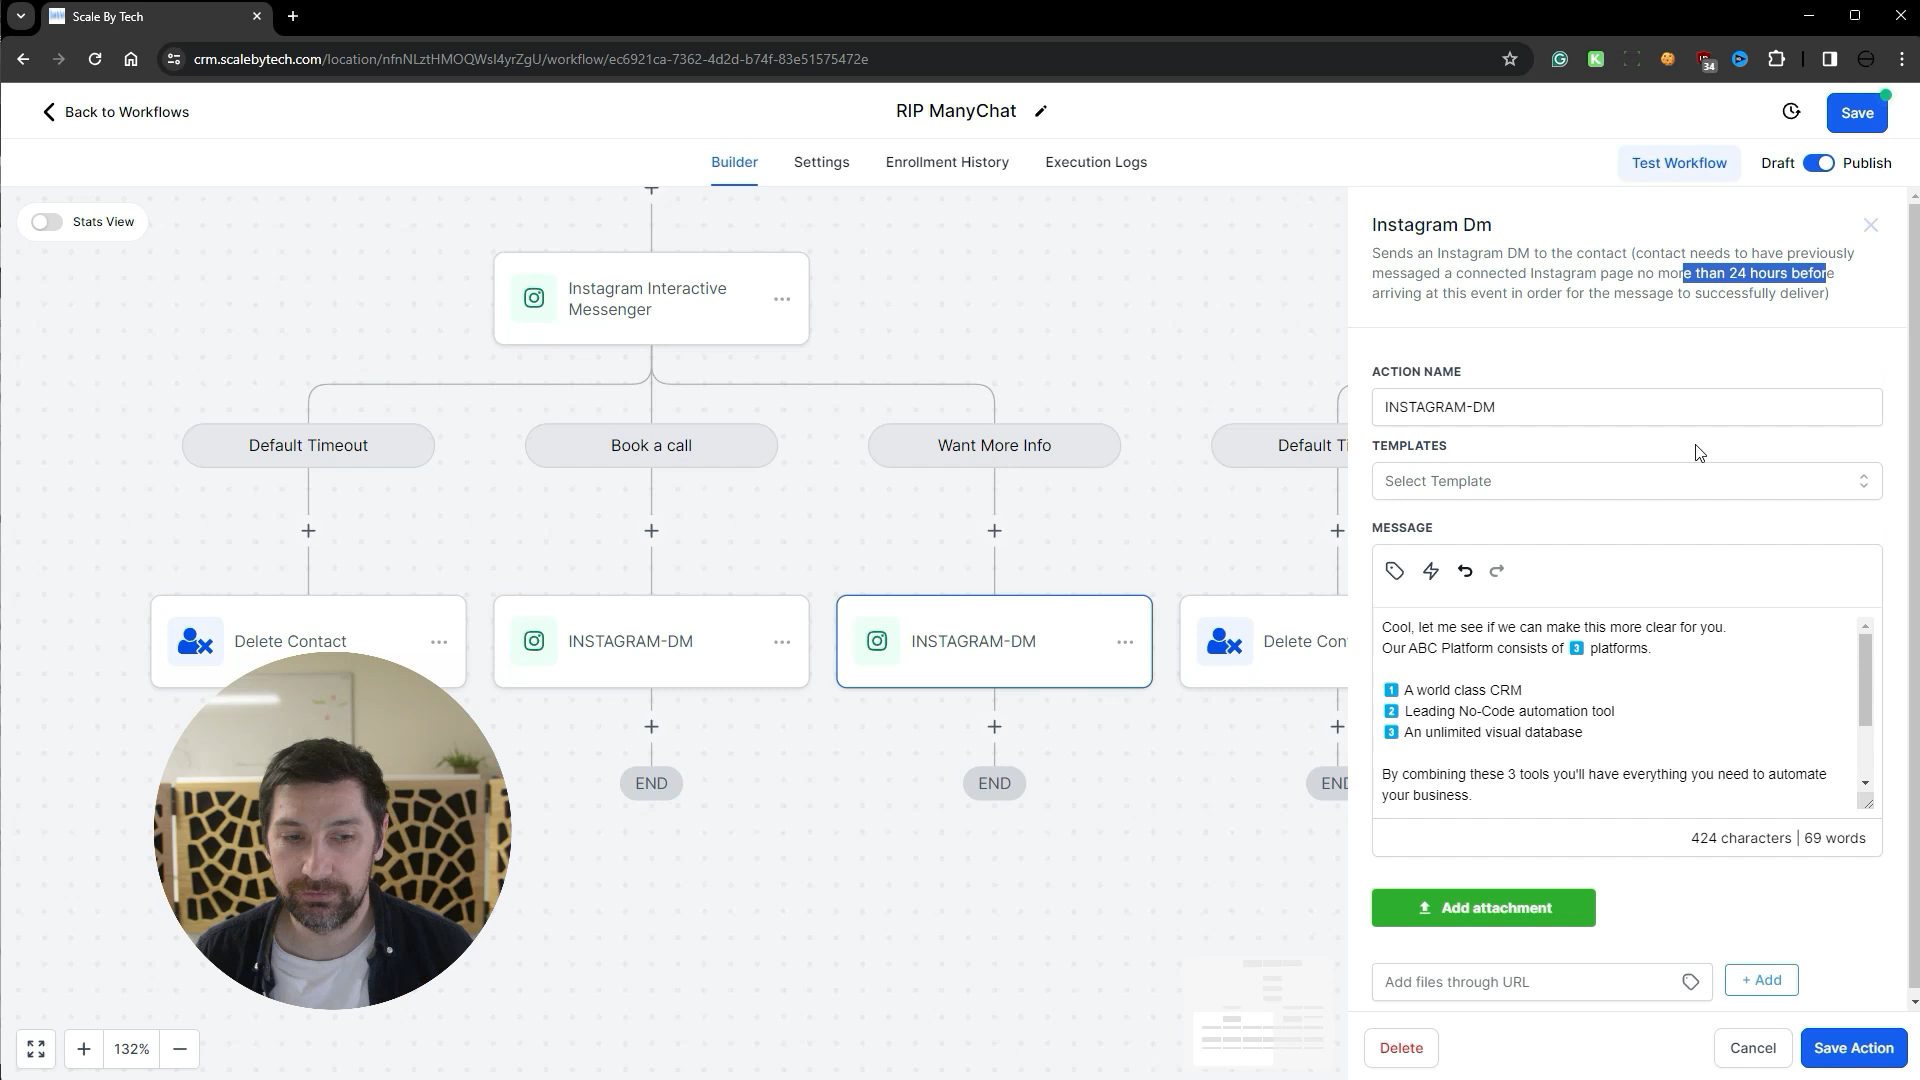 Scale By Tech
crm.scalebytech.com/location/nfnNLztHMOQWsl4yrZgU/workflow/ec6921ca-7362-4d2d-b74f-83e51575472e
34
Back to Workflows
RIP ManyChat
Save
Builder
Settings
Enrollment History
Execution Logs
Test Workflow
Draft
Publish
Stats View
Instagram Interactive
Messenger
Default Timeout
Book a call
Want More Info
Default Ti
Delete Contact
INSTAGRAM-DM
INSTAGRAM-DM
Delete Con
END
END
END
132%
Instagram Dm
Sends an Instagram DM to the contact (contact needs to have previously
messaged a connected Instagram page no more than 24 hours before
arriving at this event in order for the message to successfully deliver)
ACTION NAME
INSTAGRAM-DM
TEMPLATES
Select Template
MESSAGE
Cool, let me see if we can make this more clear for you.
Our ABC Platform consists of 3️⃣ platforms.
1️⃣ A world class CRM
2️⃣ Leading No-Code automation tool
3️⃣ An unlimited visual database
By combining these 3 tools you'll have everything you need to automate
your business.
424 characters | 69 words
Add attachment
Add files through URL
+ Add
Delete
Cancel
Save Action